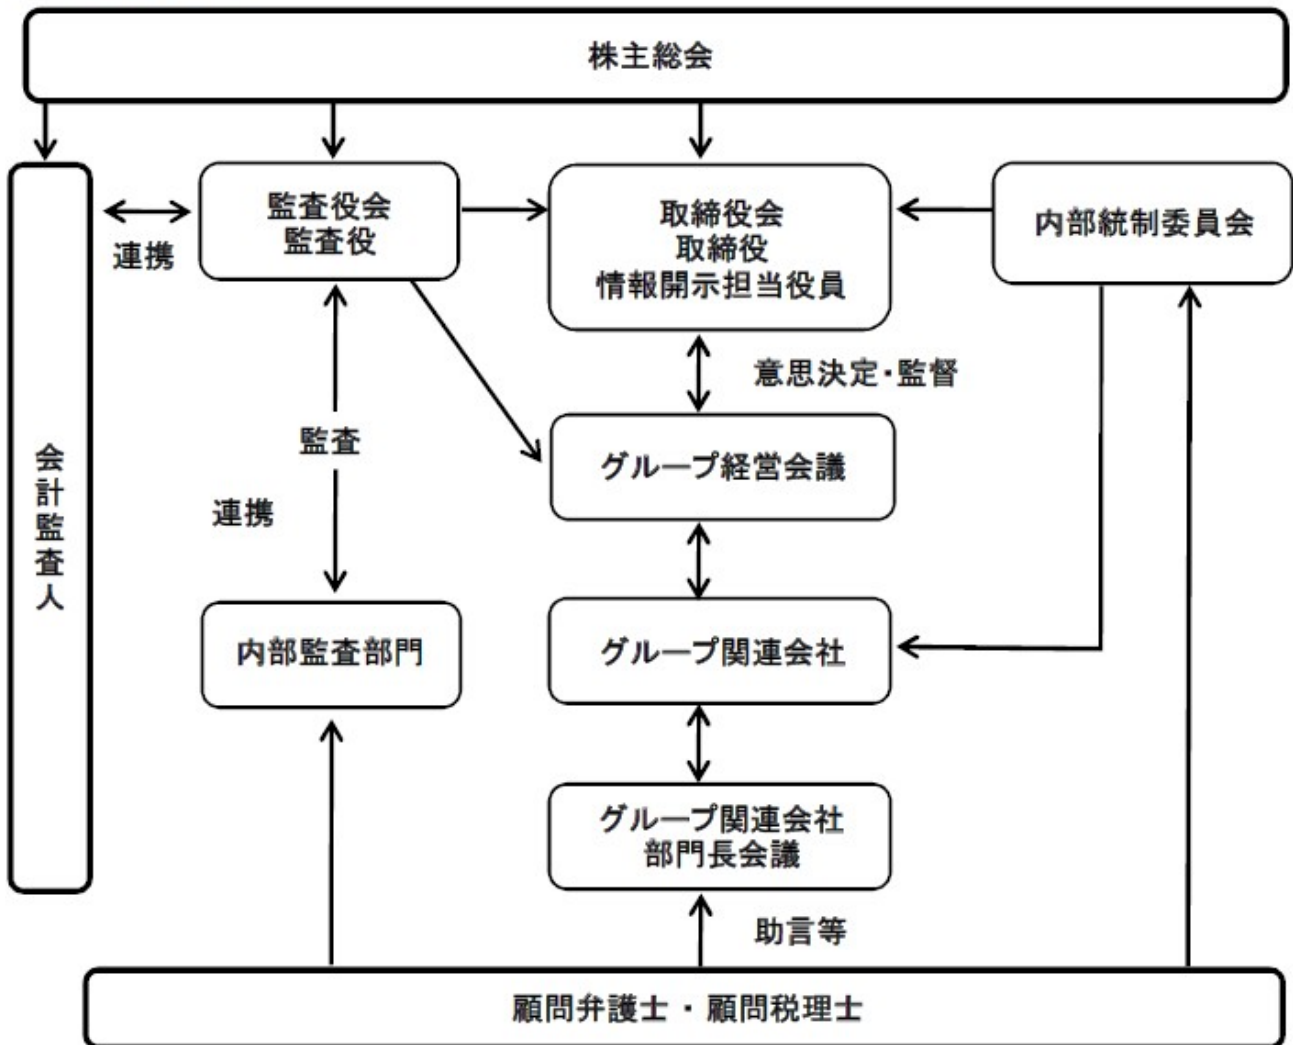 株主総会
監査役会
監査役
取締役会
取締役
情報開示担当役員
内部統制委員会
連携
意思決定・監督
会計監査人
監査
グループ経営会議
連携
内部監査部門
グループ関連会社
グループ関連会社
部門長会議
助言等
顧問弁護士・顧問税理士